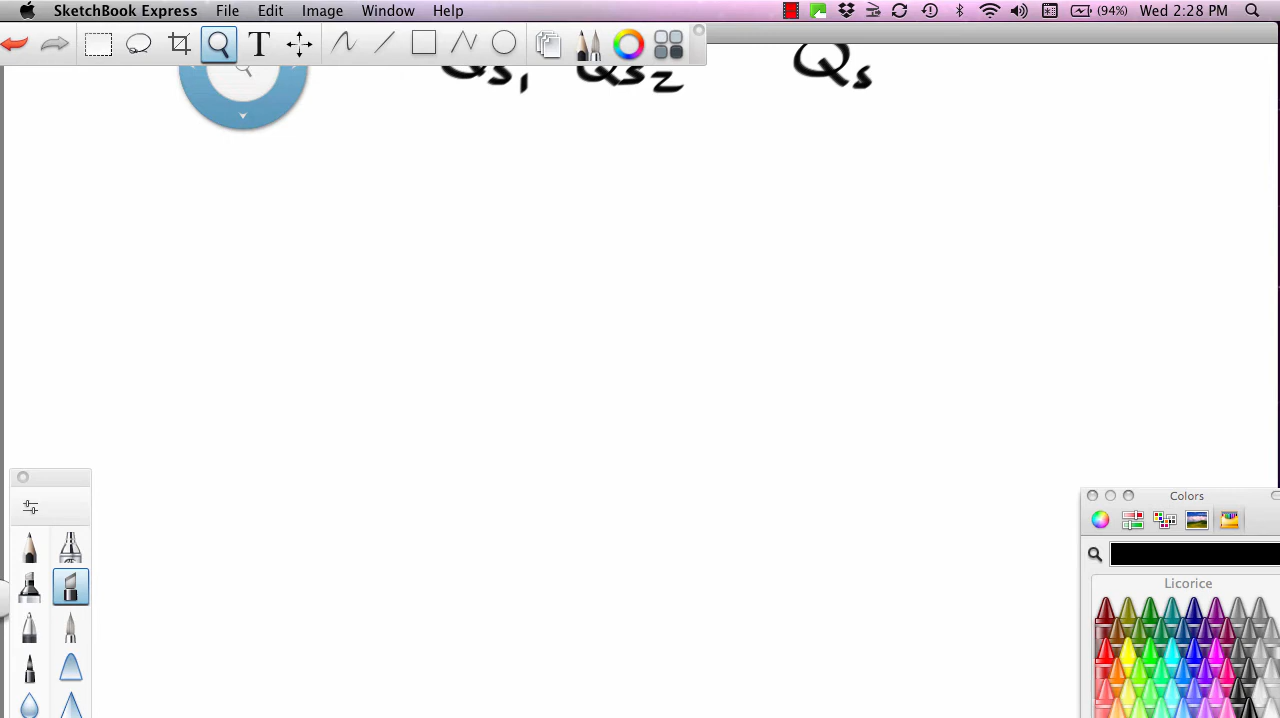 SketchBook Express File Edit Image Window Help (94%) Wed 2:28 PM
T
Qs1 Qs2 Qs
Colors
Licorice